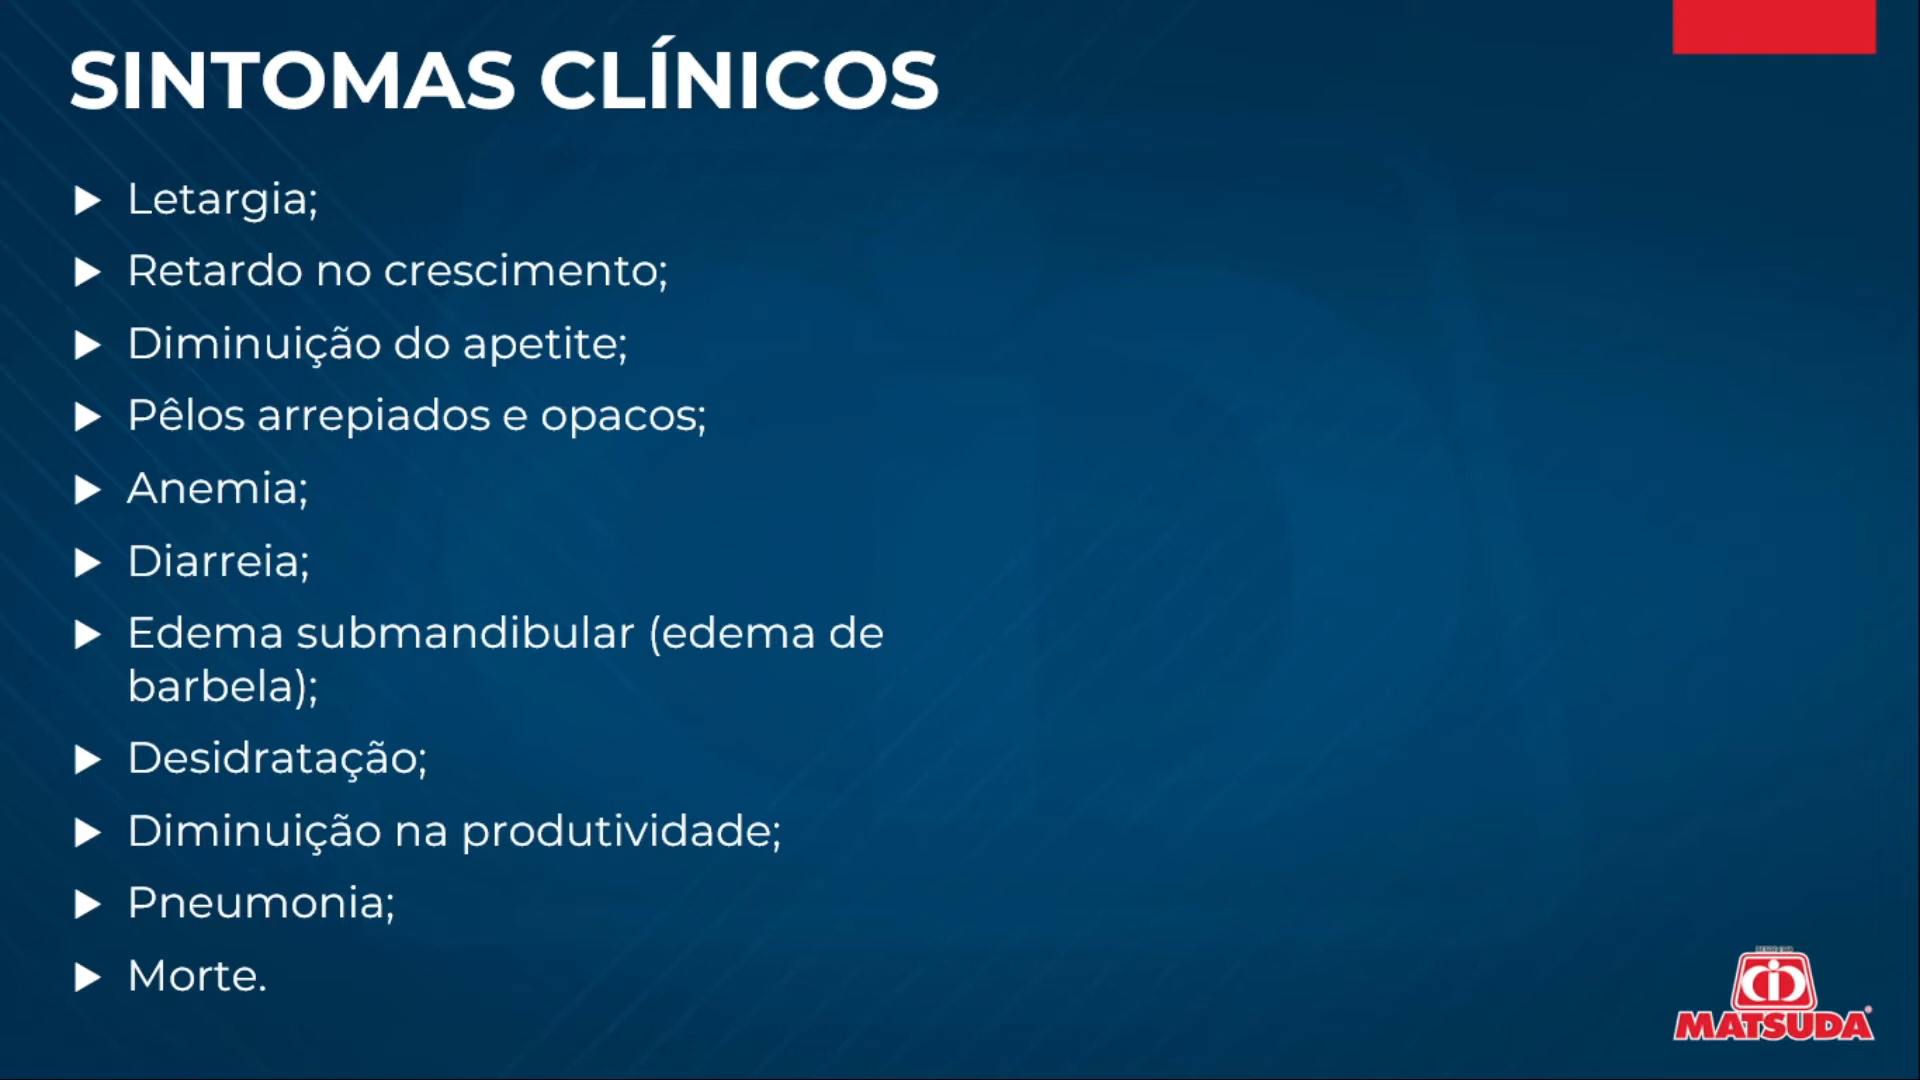 SINTOMAS CLÍNICOS
Letargia;
Retardo no crescimento;
Diminuição do apetite;
Pêlos arrepiados e opacos;
Anemia;
Diarreia;
Edema submandibular (edema de
barbela);
Desidratação;
Diminuição na produtividade;
Pneumonia;
Morte.
MATSUDA